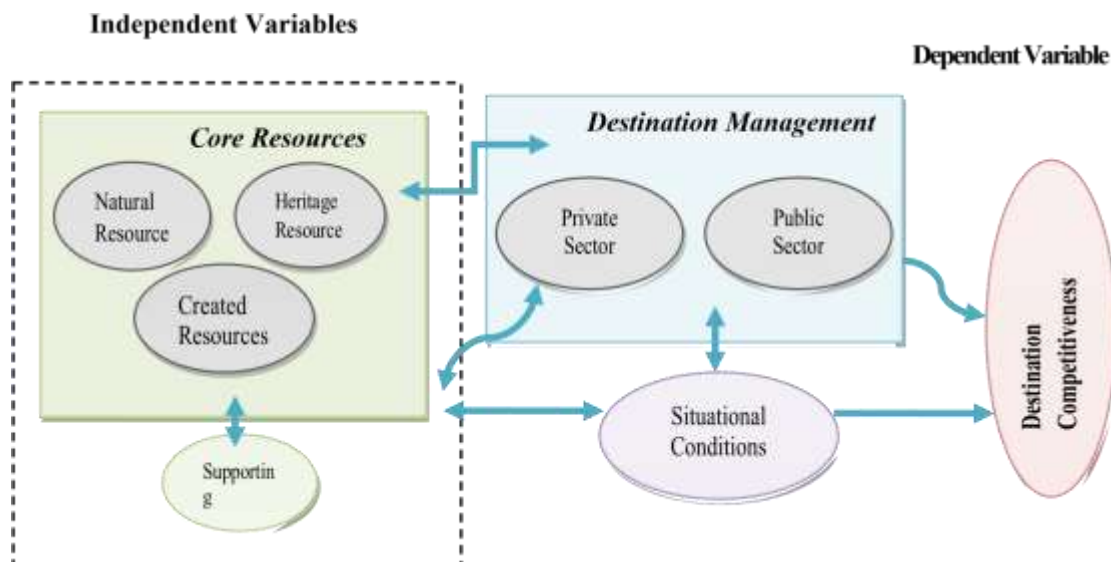 Independent Variables
Dependent Variable
Core Resources
Destination Management
Natural
Resource
Heritage
Resource
Private
Sector
Public
Sector
Created
Resources
Destination
Competitiveness
Situational
Conditions
Supportin
g